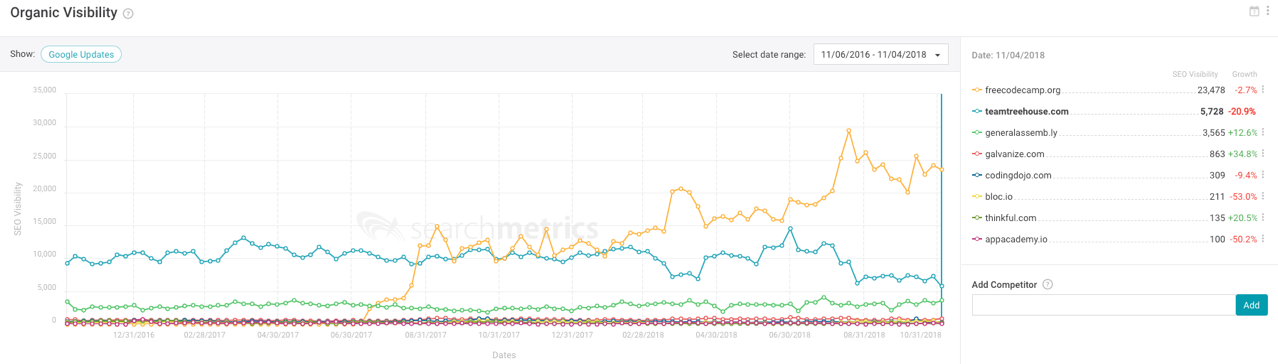 Organic Visibility ?
Show: Google Updates
Select date range: 11/06/2016 - 11/04/2018
35,000
30,000
25,000
20,000
15,000
10,000
5,000
0
SEO Visibility
searchmetrics
12/31/2016 02/28/2017 04/30/2017 06/30/2017 08/31/2017 10/31/2017 12/31/2017 02/28/2018 04/30/2018 06/30/2018 08/31/2018 10/31/2018
Dates
Date: 11/04/2018
SEO Visibility Growth
freecodecamp.org 23,478 -2.7%
teamtreehouse.com 5,728 -20.9%
generalassemb.ly 3,565 +12.6%
galvanize.com 863 +34.8%
codingdojo.com 309 -9.4%
bloc.io 211 -53.0%
thinkful.com 135 +20.5%
appacademy.io 100 -50.2%
Add Competitor ?
Add